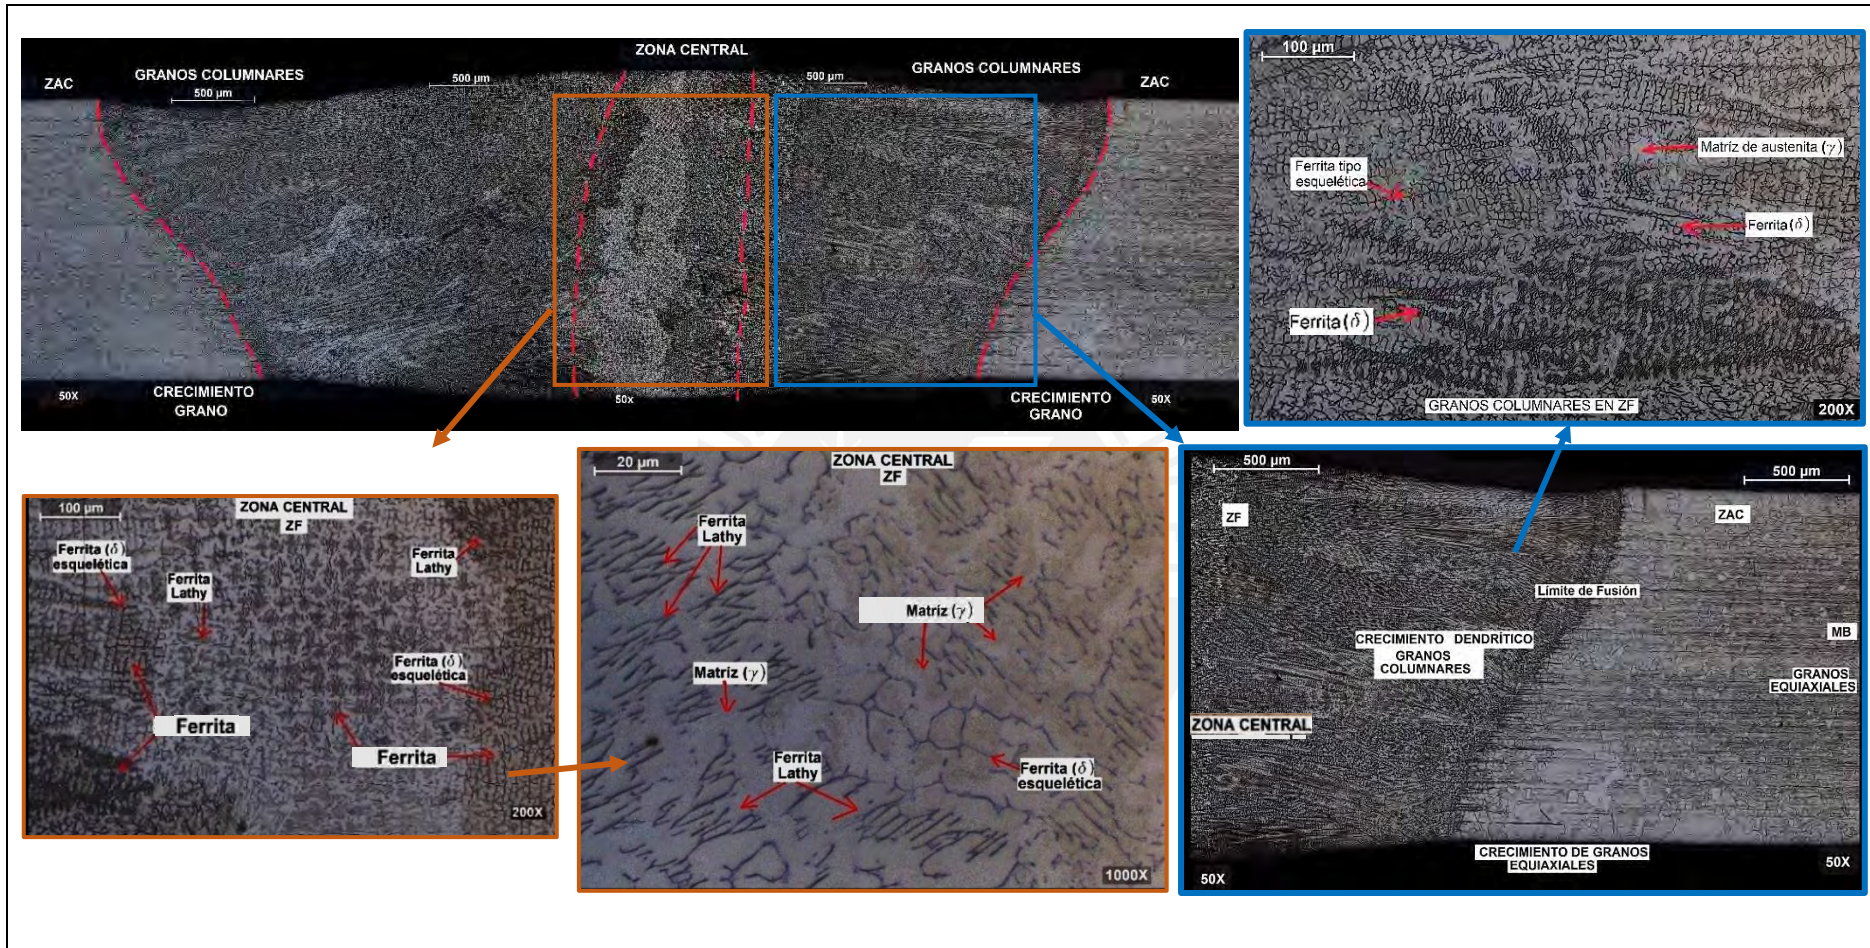 ZONA CENTRAL
ZAC
GRANOS COLUMNARES
500 µm
500 µm
500 µm
GRANOS COLUMNARES
ZAC
50X
CRECIMIENTO
GRANO
50x
CRECIMIENTO
GRANO
50X
100 µm
Ferrita tipo
esquelética
Matríz de austenita (γ)
Ferrita (δ)
Ferrita (δ)
GRANOS COLUMNARES EN ZF
200X
100 µm
ZONA CENTRAL
ZF
Ferrita (δ)
esquelética
Ferrita
Lathy
Ferrita
Lathy
Ferrita (δ)
esquelética
Ferrita
Ferrita
200X
20 µm
ZONA CENTRAL
ZF
Ferrita
Lathy
Matriz (γ)
Matriz (γ)
Ferrita
Lathy
Ferrita (δ)
esquelética
1000X
500 µm
500 µm
ZF
ZAC
Límite de Fusión
CRECIMIENTO DENDRÍTICO
GRANOS
COLUMNARES
MB
GRANOS
EQUIAXIALES
ZONA CENTRAL
CRECIMIENTO DE GRANOS
EQUIAXIALES
50X
50X